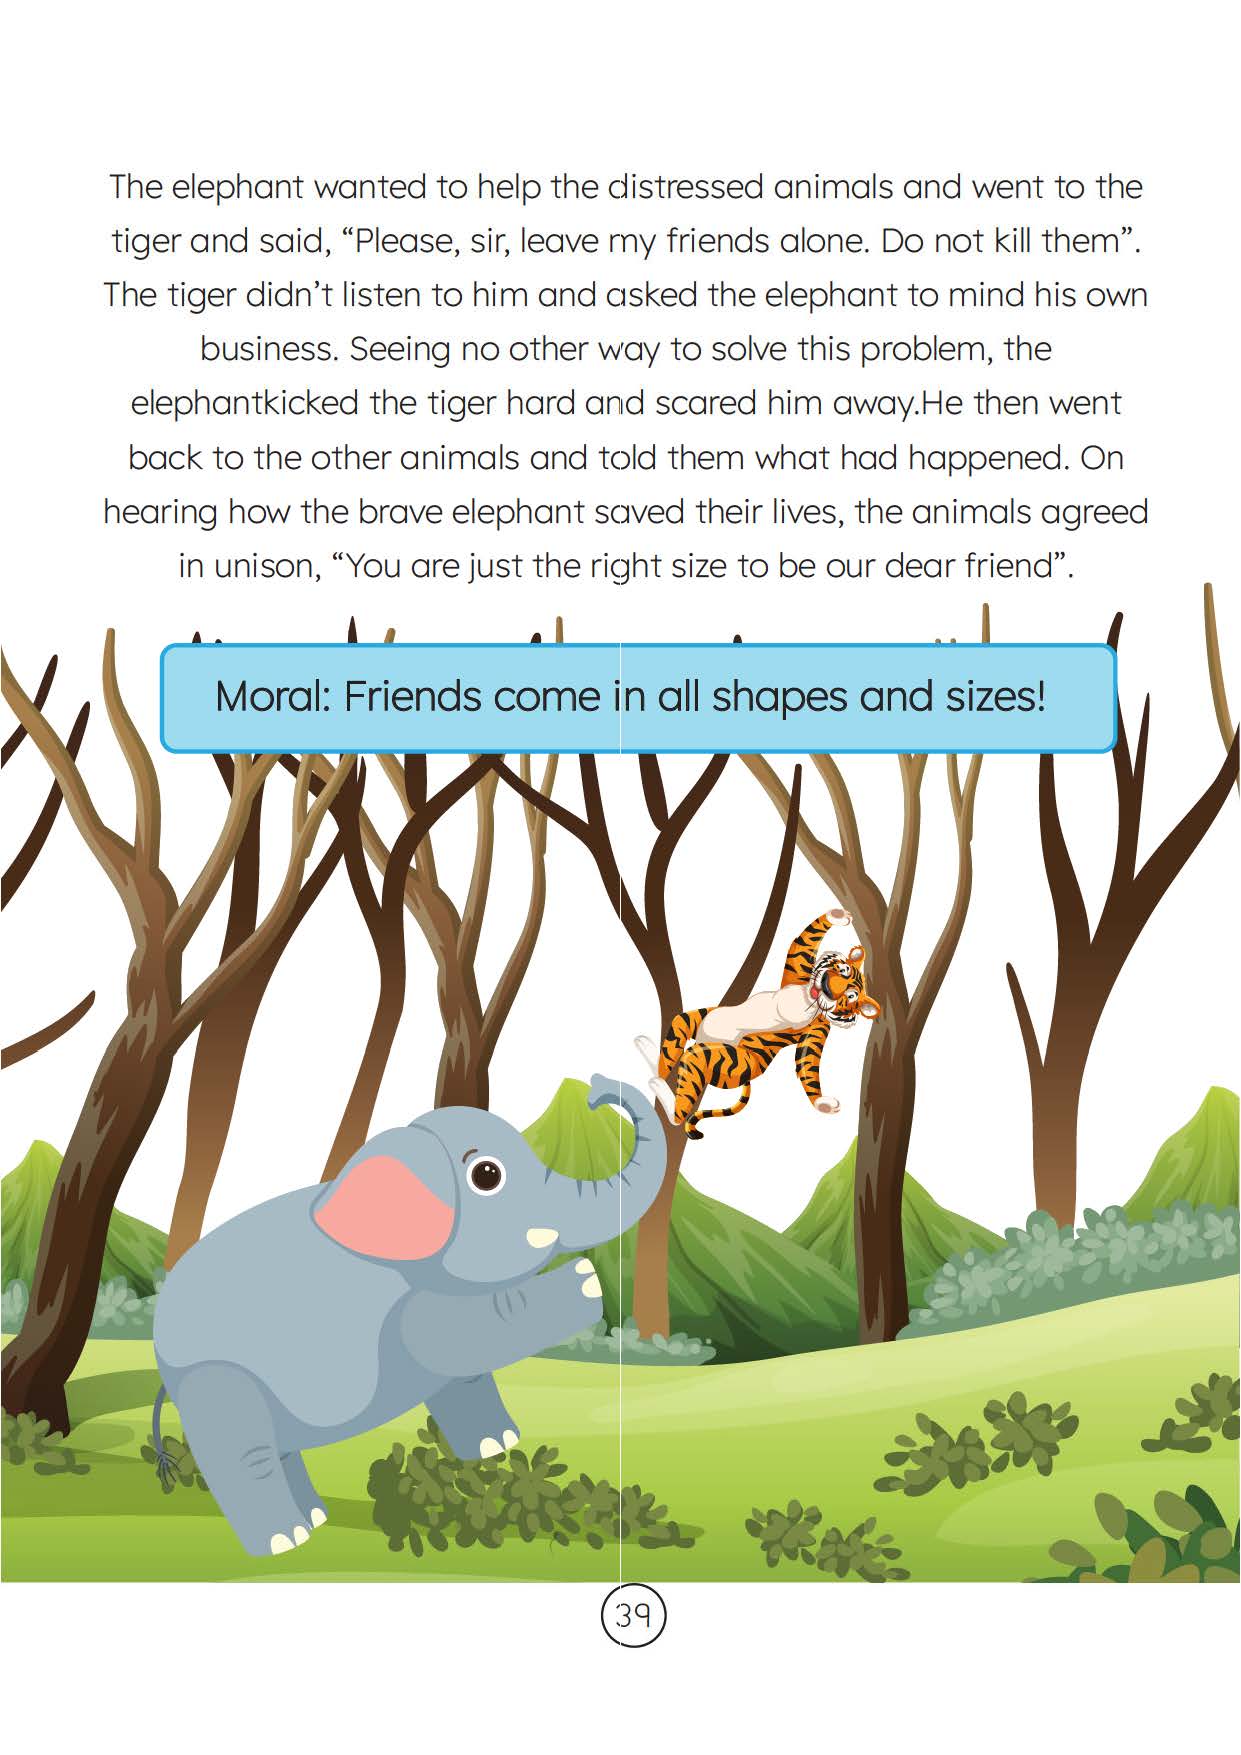 The elephant wanted to help the distressed animals and went to the
tiger and said, “Please, sir, leave my friends alone. Do not kill them”.
The tiger didn’t listen to him and asked the elephant to mind his own
business. Seeing no other way to solve this problem, the
elephantkicked the tiger hard and scared him away.He then went
back to the other animals and told them what had happened. On
hearing how the brave elephant saved their lives, the animals agreed
in unison, “You are just the right size to be our dear friend”.
Moral: Friends come in all shapes and sizes!
39